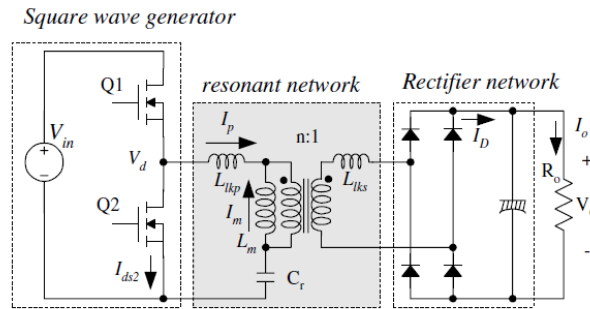 Square wave generator
resonant network
Rectifier network
Q1
I_p
n:1
I_D
I_o
V_in
V_d
L_lkp
L_lks
R_o
+
+
-
Q2
I_m
L_m
V
I_ds2
C_r
-